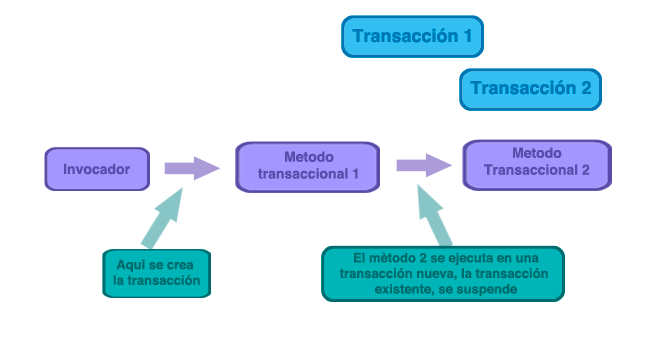 Transacción 1
Transacción 2
Invocador
Metodo
transaccional 1
Metodo
Transaccional 2
Aqui se crea
la transacción
El mètodo 2 se ejecuta en una
transacción nueva, la transacción
existente, se suspende